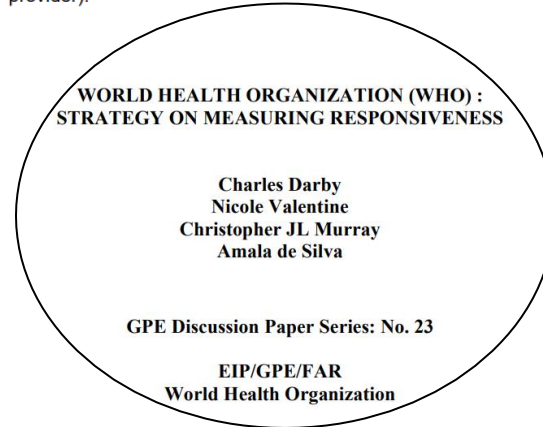 provider).
WORLD HEALTH ORGANIZATION (WHO) :
STRATEGY ON MEASURING RESPONSIVENESS
Charles Darby
Nicole Valentine
Christopher JL Murray
Amala de Silva
GPE Discussion Paper Series: No. 23
EIP/GPE/FAR
World Health Organization